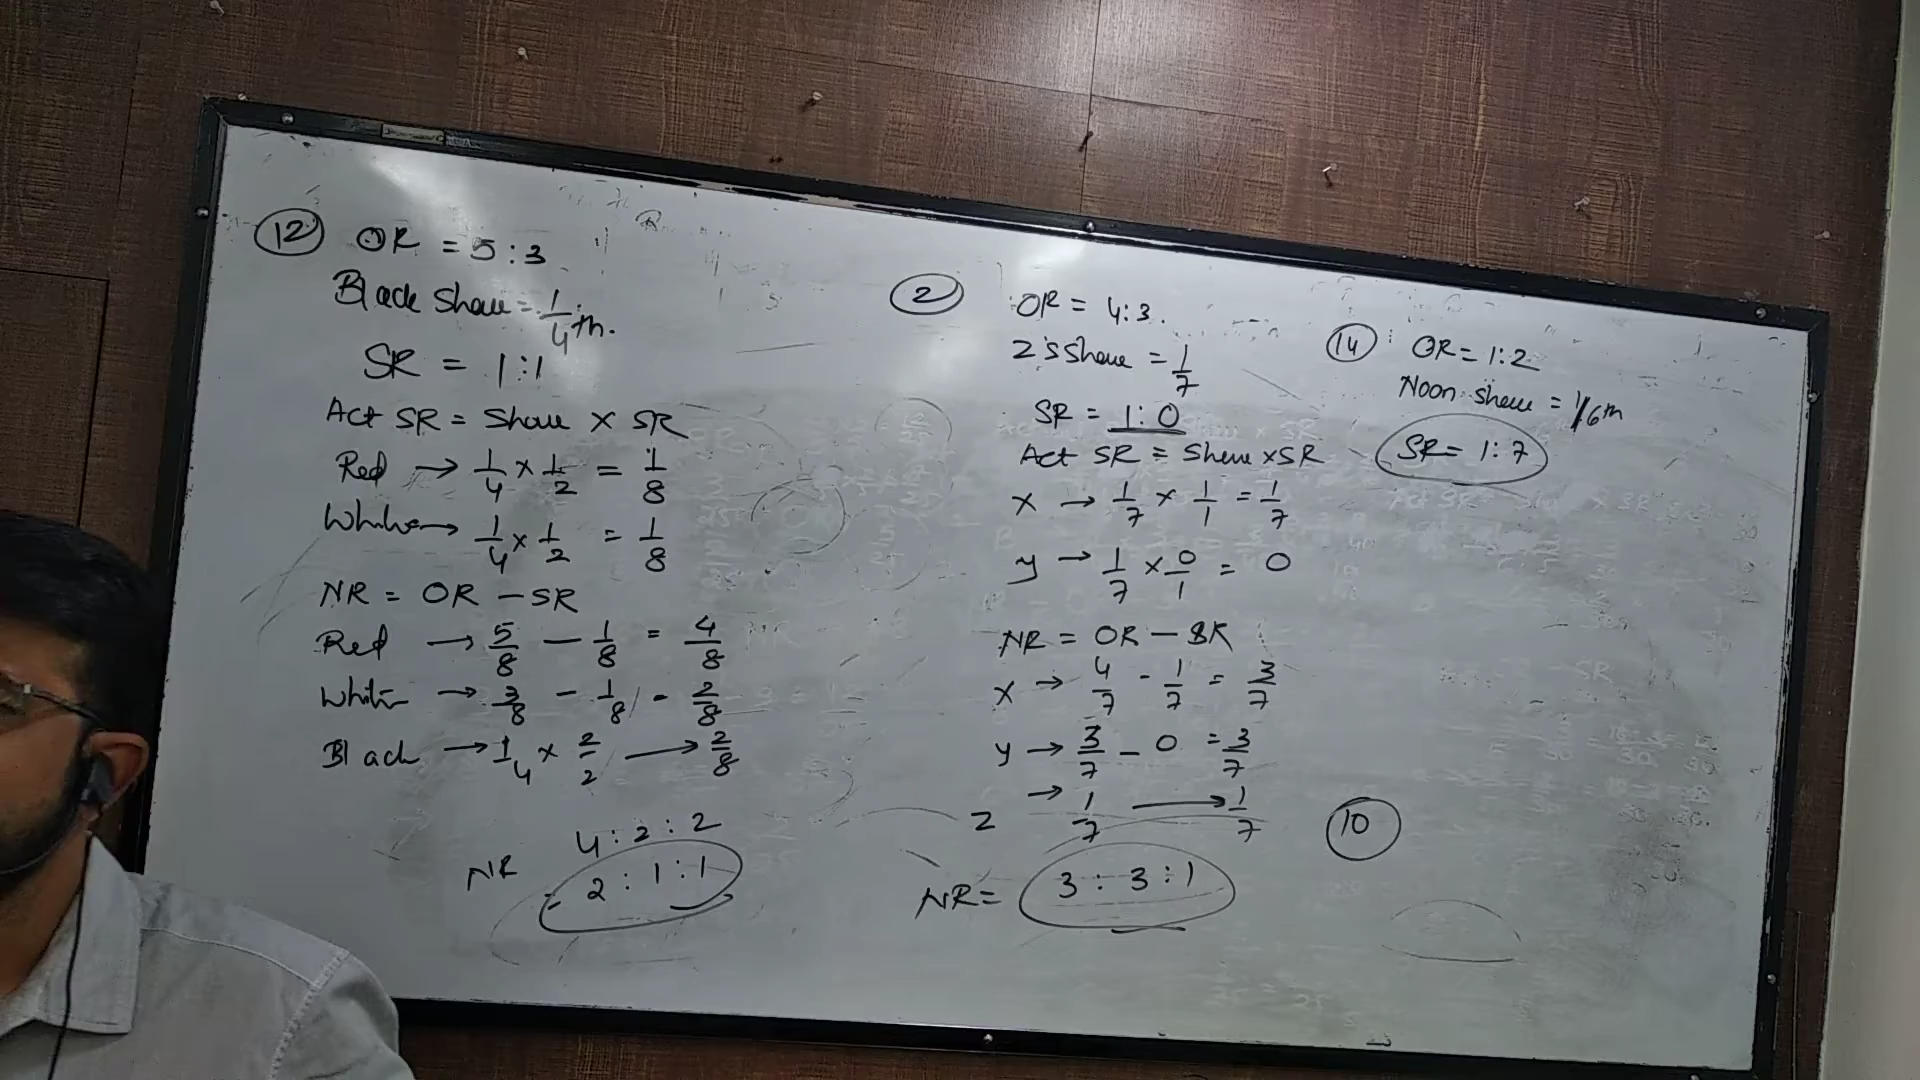 (12) OR = 5:3
Black Share = 1/4 th.
SR = 1:1
Act SR = Share × SR
Red → 1/4 × 1/2 = 1/8
White → 1/4 × 1/2 = 1/8
NR = OR – SR
Red → 5/8 – 1/8 = 4/8
White → 3/8 – 1/8 = 2/8
Black → 1/4 × 2/2 → 2/8
4:2:2
NR = 2:1:1
(2) OR = 4:3.
Z's Share = 1/7
SR = 1:0
Act SR = Share × SR
X → 1/7 × 1/1 = 1/7
y → 1/7 × 0/1 = 0
NR = OR – SR
X → 4/7 - 1/7 = 3/7
y → 3/7 – 0 = 3/7
Z → 1/7 → 1/7
NR = 3:3:1
(14) OR = 1:2
Noon share = 1/6th
SR = 1:7
(10)